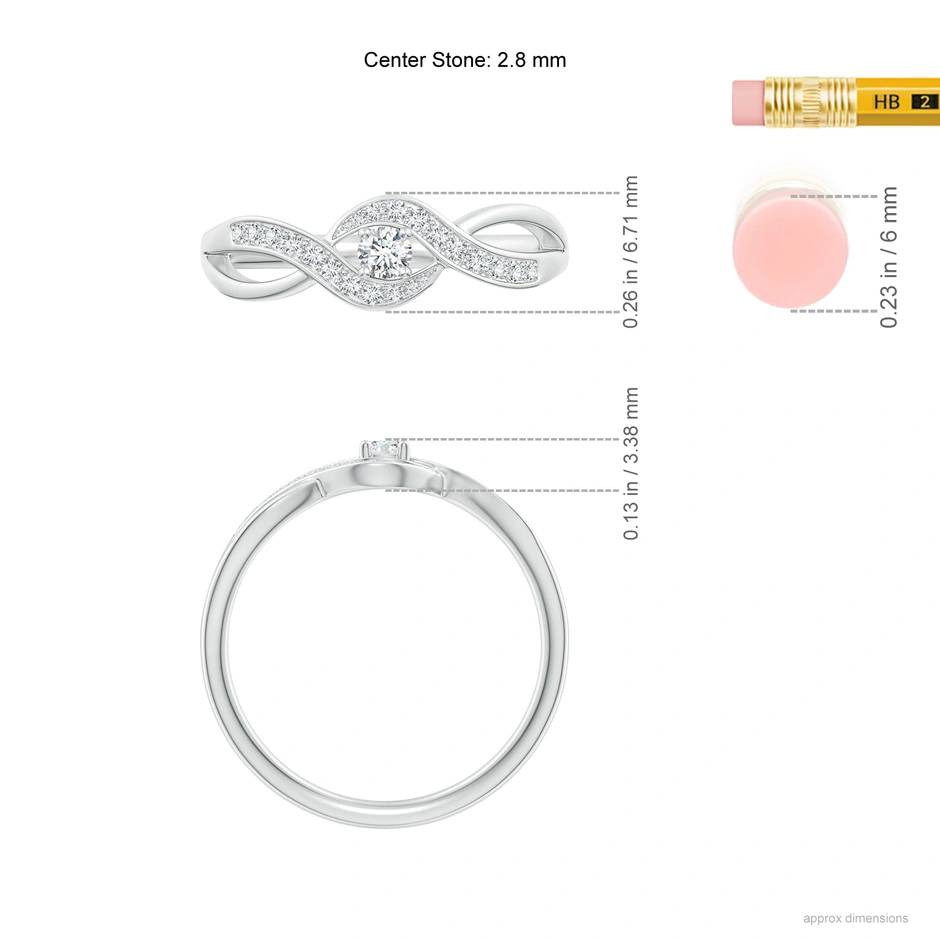 Center Stone: 2.8 mm
HB 2
0.26 in / 6.71 mm
0.23 in / 6 mm
0.13 in / 3.38 mm
approx dimensions